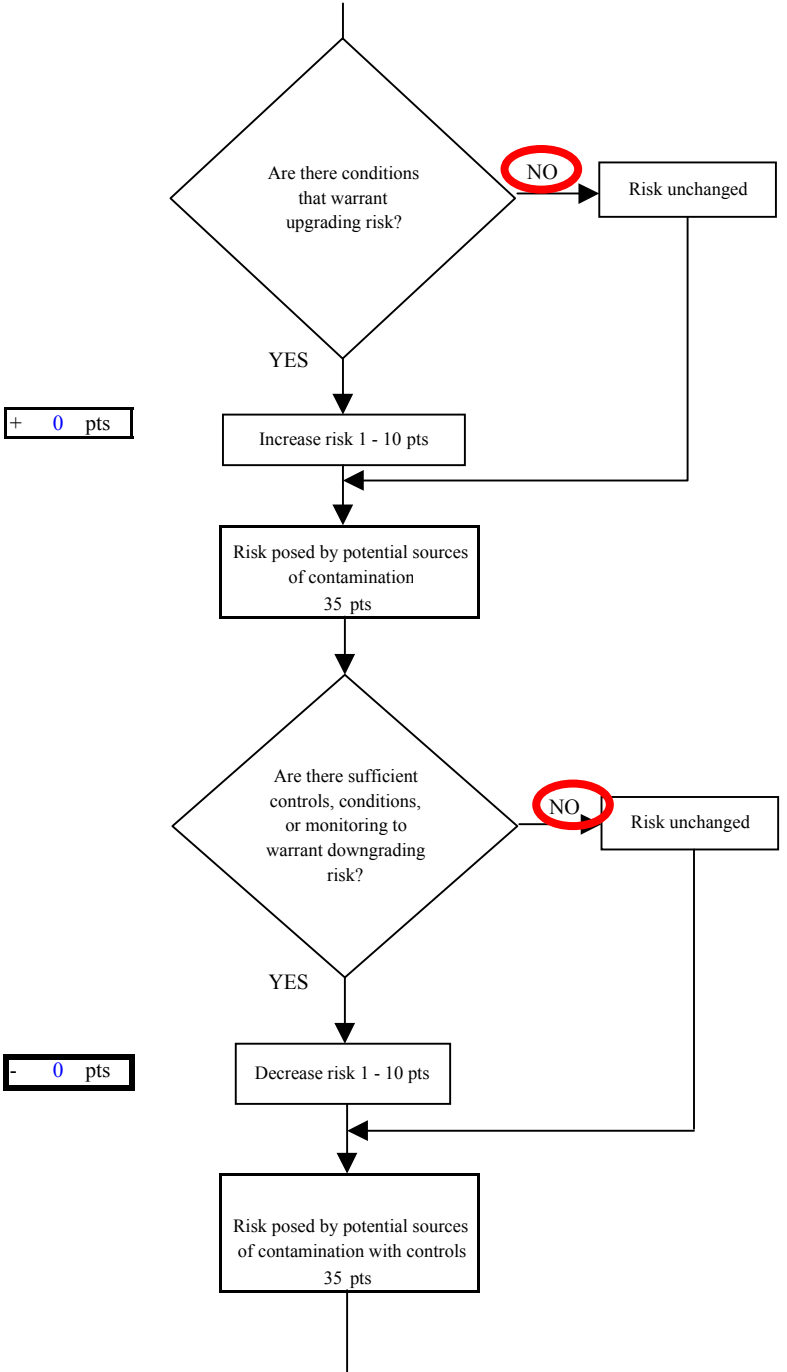 Are there conditions
that warrant
upgrading risk?
NO
Risk unchanged
YES
+ 0 pts
Increase risk 1 - 10 pts
Risk posed by potential sources
of contamination
35 pts
Are there sufficient
controls, conditions,
or monitoring to
warrant downgrading
risk?
NO
Risk unchanged
YES
- 0 pts
Decrease risk 1 - 10 pts
Risk posed by potential sources
of contamination with controls
35 pts